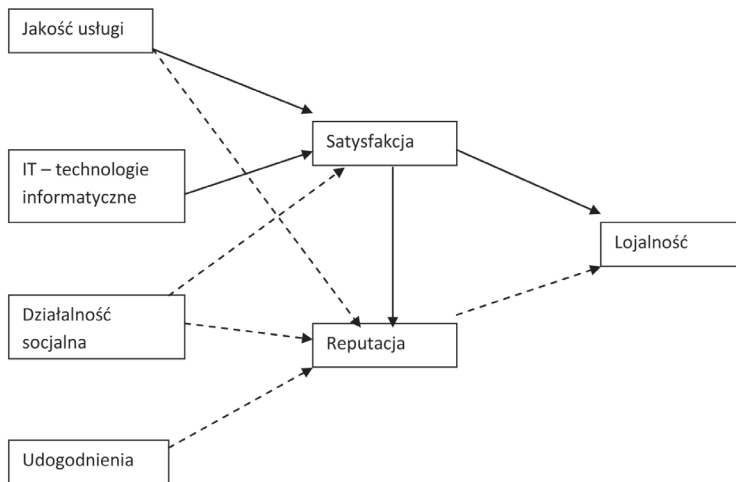 Jakość usługi
Satysfakcja
IT – technologie
informatyczne
Lojalność
Działalność
socjalna
Reputacja
Udogodnienia